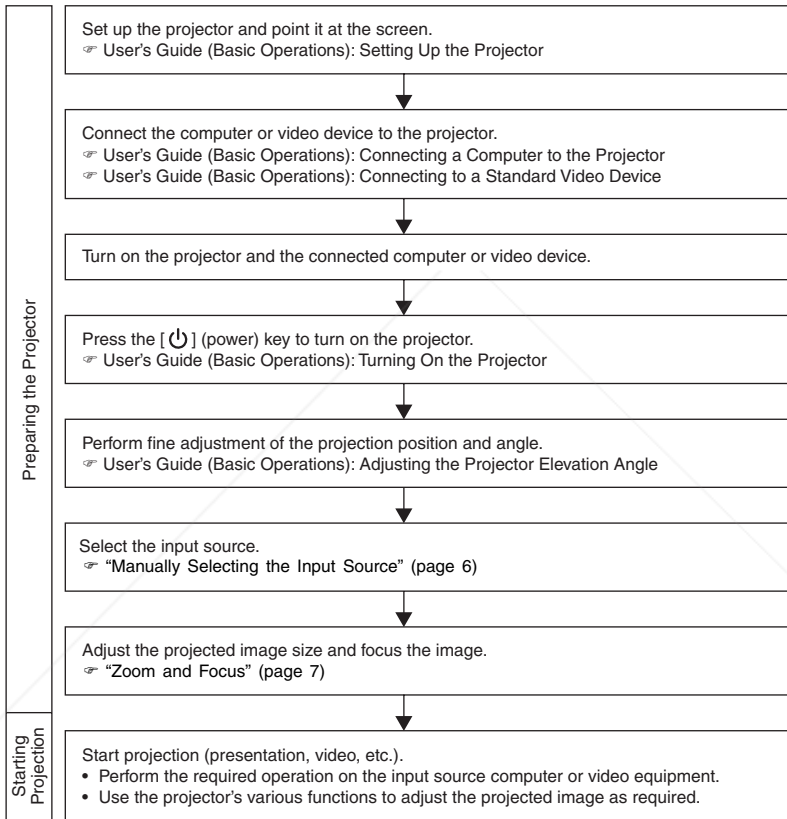 Preparing the Projector
Set up the projector and point it at the screen.
☞ User's Guide (Basic Operations): Setting Up the Projector
Connect the computer or video device to the projector.
☞ User's Guide (Basic Operations): Connecting a Computer to the Projector
☞ User's Guide (Basic Operations): Connecting to a Standard Video Device
Turn on the projector and the connected computer or video device.
Press the [⏻] (power) key to turn on the projector.
☞ User's Guide (Basic Operations): Turning On the Projector
Perform fine adjustment of the projection position and angle.
☞ User's Guide (Basic Operations): Adjusting the Projector Elevation Angle
Select the input source.
☞ “Manually Selecting the Input Source” (page 6)
Adjust the projected image size and focus the image.
☞ “Zoom and Focus” (page 7)
Starting
Projection
Start projection (presentation, video, etc.).
• Perform the required operation on the input source computer or video equipment.
• Use the projector's various functions to adjust the projected image as required.